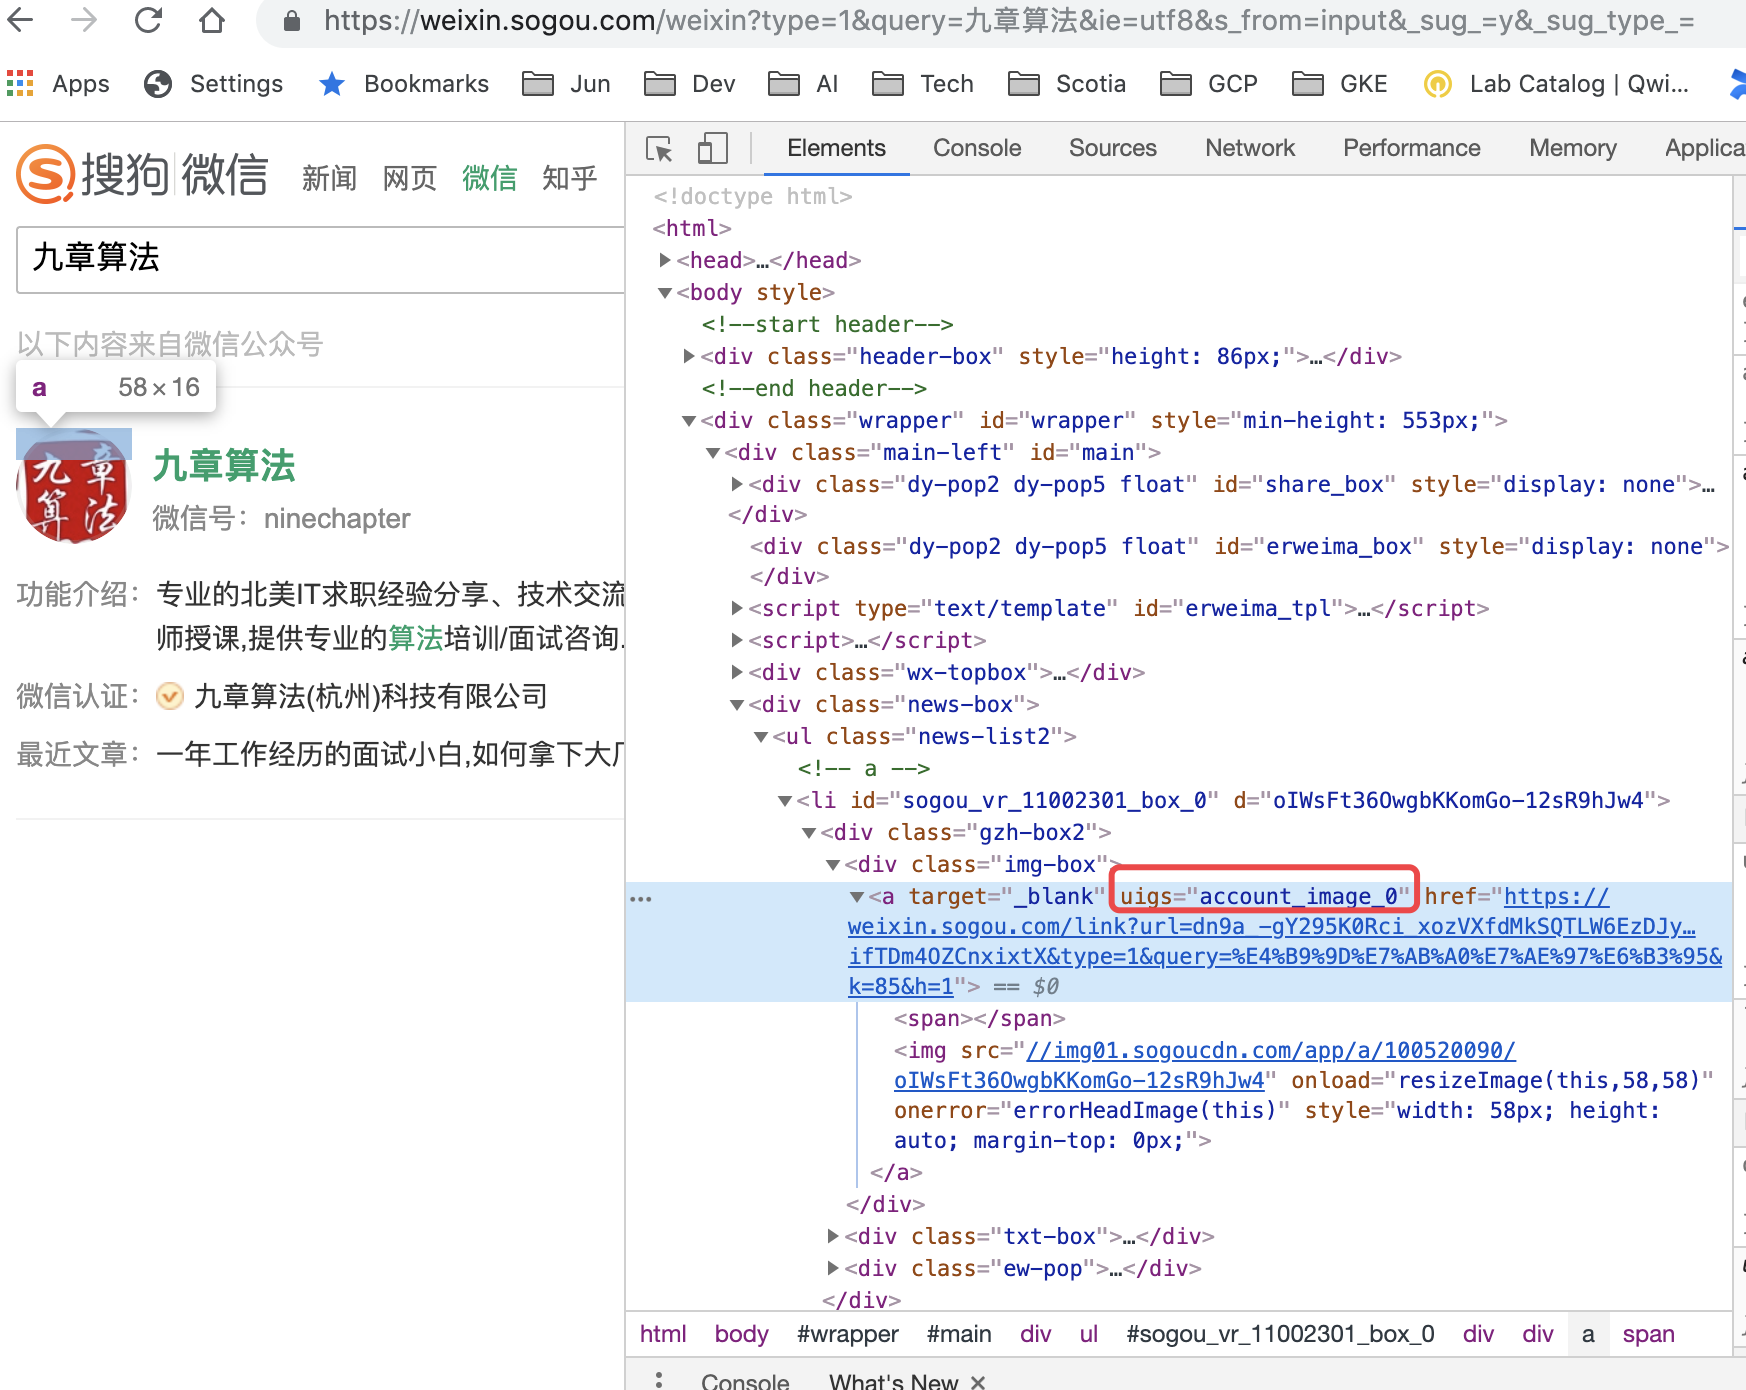 https://weixin.sogou.com/weixin?type=1&query=九章算法&ie=utf8&s_from=input&_sug_=y&_sug_type_=
Apps Settings Bookmarks Jun Dev AI Tech Scotia GCP GKE Lab Catalog | Qwi...
搜狗 微信 新闻 网页 微信 知乎
九章算法
以下内容来自微信公众号
a 58×16
九章算法
九章算法
微信号：ninechapter
功能介绍：专业的北美IT求职经验分享、技术交流
师授课,提供专业的算法培训/面试咨询.
微信认证：九章算法(杭州)科技有限公司
最近文章：一年工作经历的面试小白,如何拿下大厂
Elements Console Sources Network Performance Memory Applica
<!doctype html>
<html>
<head>…</head>
<body style>
<!--start header-->
<div class="header-box" style="height: 86px;">…</div>
<!--end header-->
<div class="wrapper" id="wrapper" style="min-height: 553px;">
<div class="main-left" id="main">
<div class="dy-pop2 dy-pop5 float" id="share_box" style="display: none">…
</div>
<div class="dy-pop2 dy-pop5 float" id="erweima_box" style="display: none">
</div>
<script type="text/template" id="erweima_tpl">…</script>
<script>…</script>
<div class="wx-topbox">…</div>
<div class="news-box">
<ul class="news-list2">
<!-- a -->
<li id="sogou_vr_11002301_box_0" d="oIWsFt36OwgbKKomGo-12sR9hJw4">
<div class="gzh-box2">
<div class="img-box">
<a target="_blank" uigs="account_image_0" href="https://
weixin.sogou.com/link?url=dn9a_-gY295K0Rci_xozVXfdMkSQTLW6EzDJy…
ifTDm4OZCnxixtX&type=1&query=%E4%B9%9D%E7%AB%A0%E7%AE%97%E6%B3%95&
k=85&h=1"> == $0
<span></span>
<img src="//img01.sogoucdn.com/app/a/100520090/
oIWsFt36OwgbKKomGo-12sR9hJw4" onload="resizeImage(this,58,58)"
onerror="errorHeadImage(this)" style="width: 58px; height:
auto; margin-top: 0px;">
</a>
</div>
<div class="txt-box">…</div>
<div class="ew-pop">…</div>
</div>
html body #wrapper #main div ul #sogou_vr_11002301_box_0 div div a span
Console What's New ×